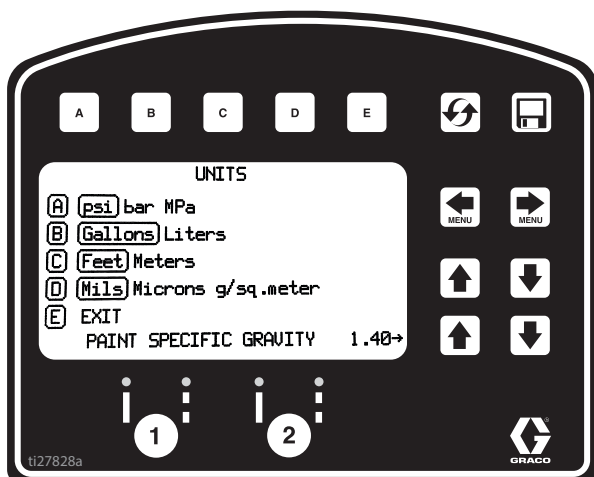 A B C D E
UNITS
A psi bar MPa
B Gallons Liters
C Feet Meters
D Mils Microns g/sq.meter
E EXIT
PAINT SPECIFIC GRAVITY 1.40→
MENU MENU
1 2
GRACO
ti27828a